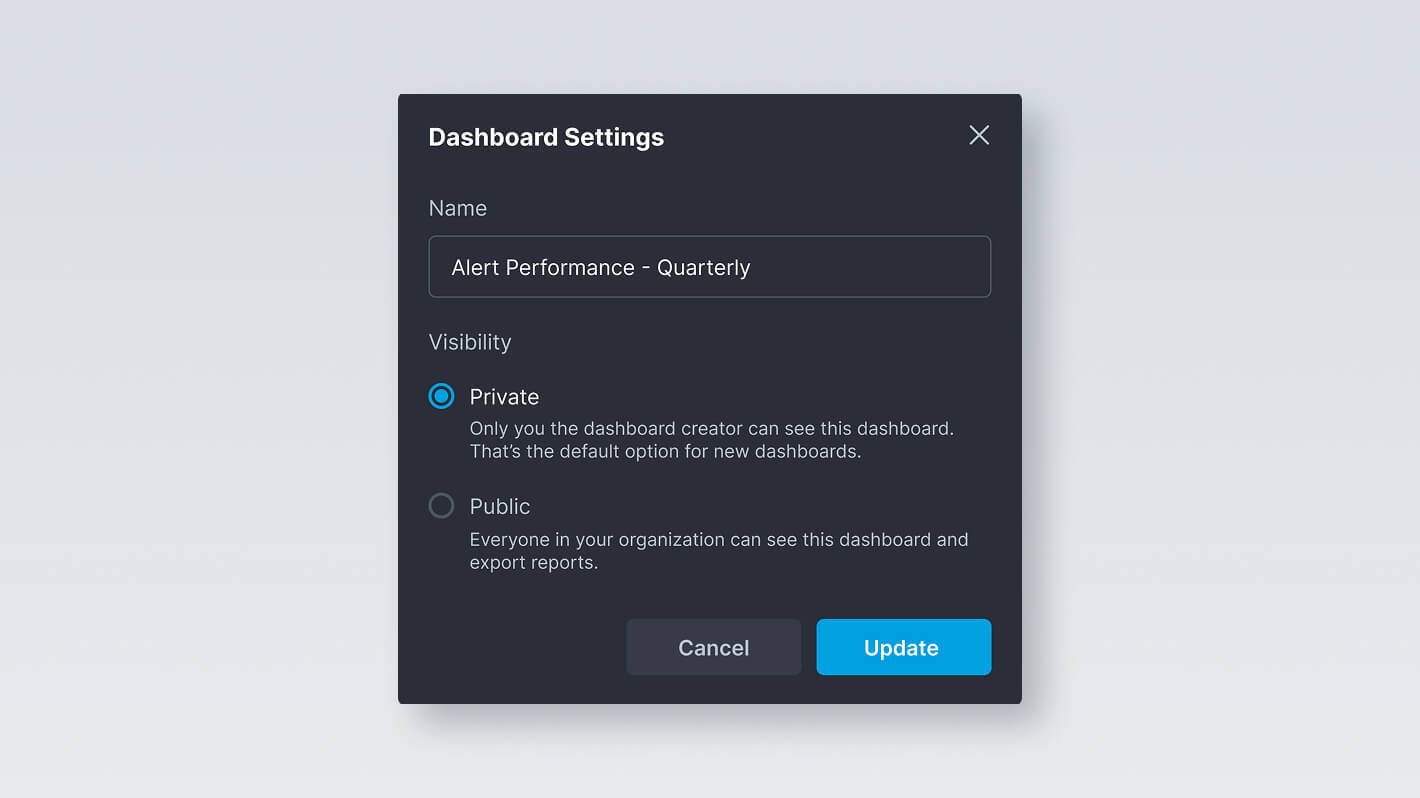 Dashboard Settings
Name
Alert Performance - Quarterly
Visibility
Private
Only you the dashboard creator can see this dashboard.
That’s the default option for new dashboards.
Public
Everyone in your organization can see this dashboard and
export reports.
Cancel
Update